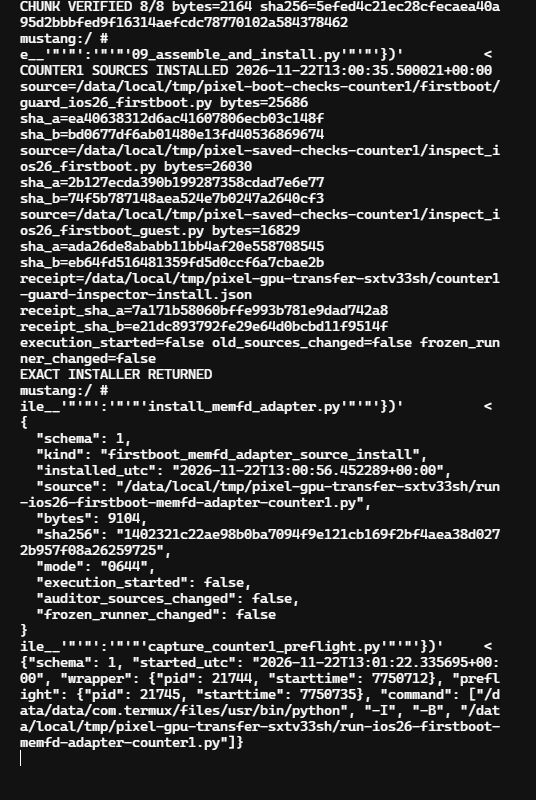 CHUNK VERIFIED 8/8 bytes=2164 sha256=5efed4c21ec28cfecaea40a
95d2bbbfed9f16314aefcdc78770102a584378462
mustang:/ #
e__'"'"':'"'"'09_assemble_and_install.py'"'"'})'          <
COUNTER1 SOURCES INSTALLED 2026-11-22T13:00:35.500021+00:00
source=/data/local/tmp/pixel-boot-checks-counter1/firstboot/
guard_ios26_firstboot.py bytes=25686
sha_a=ea40638312d6ac41607806ecb03c148f
sha_b=bd0677df6ab01480e13fd40536869674
source=/data/local/tmp/pixel-saved-checks-counter1/inspect_i
os26_firstboot.py bytes=26030
sha_a=2b127ecda390b199287358cdad7e6e77
sha_b=74f5b787148aea524e7b0247a2640cf3
source=/data/local/tmp/pixel-saved-checks-counter1/inspect_i
os26_firstboot_guest.py bytes=16829
sha_a=ada26de8ababb11bb4af20e558708545
sha_b=eb64fd516481359fd5d0ccf6a7cbae2b
receipt=/data/local/tmp/pixel-gpu-transfer-sxtv33sh/counter1
-guard-inspector-install.json
receipt_sha_a=7a171b58060bffe993b781e9dad742a8
receipt_sha_b=e21dc893792fe29e64d0bcbd11f9514f
execution_started=false old_sources_changed=false frozen_run
ner_changed=false
EXACT INSTALLER RETURNED
mustang:/ #
ile__'"'"':'"'"'install_memfd_adapter.py'"'"'})'          <
{
  "schema": 1,
  "kind": "firstboot_memfd_adapter_source_install",
  "installed_utc": "2026-11-22T13:00:56.452289+00:00",
  "source": "/data/local/tmp/pixel-gpu-transfer-sxtv33sh/run
-ios26-firstboot-memfd-adapter-counter1.py",
  "bytes": 9104,
  "sha256": "1402321c22ae98b0ba7094f9e121cb169f2bf4aea38d027
2b957f08a26259725",
  "mode": "0644",
  "execution_started": false,
  "auditor_sources_changed": false,
  "frozen_runner_changed": false
}
ile__'"'"':'"'"'capture_counter1_preflight.py'"'"'})'     <
{"schema": 1, "started_utc": "2026-11-22T13:01:22.335695+00:
00", "wrapper": {"pid": 21744, "starttime": 7750712}, "prefl
ight": {"pid": 21745, "starttime": 7750735}, "command": ["/d
ata/data/com.termux/files/usr/bin/python", "-I", "-B", "/dat
a/local/tmp/pixel-gpu-transfer-sxtv33sh/run-ios26-firstboot-
memfd-adapter-counter1.py"]}